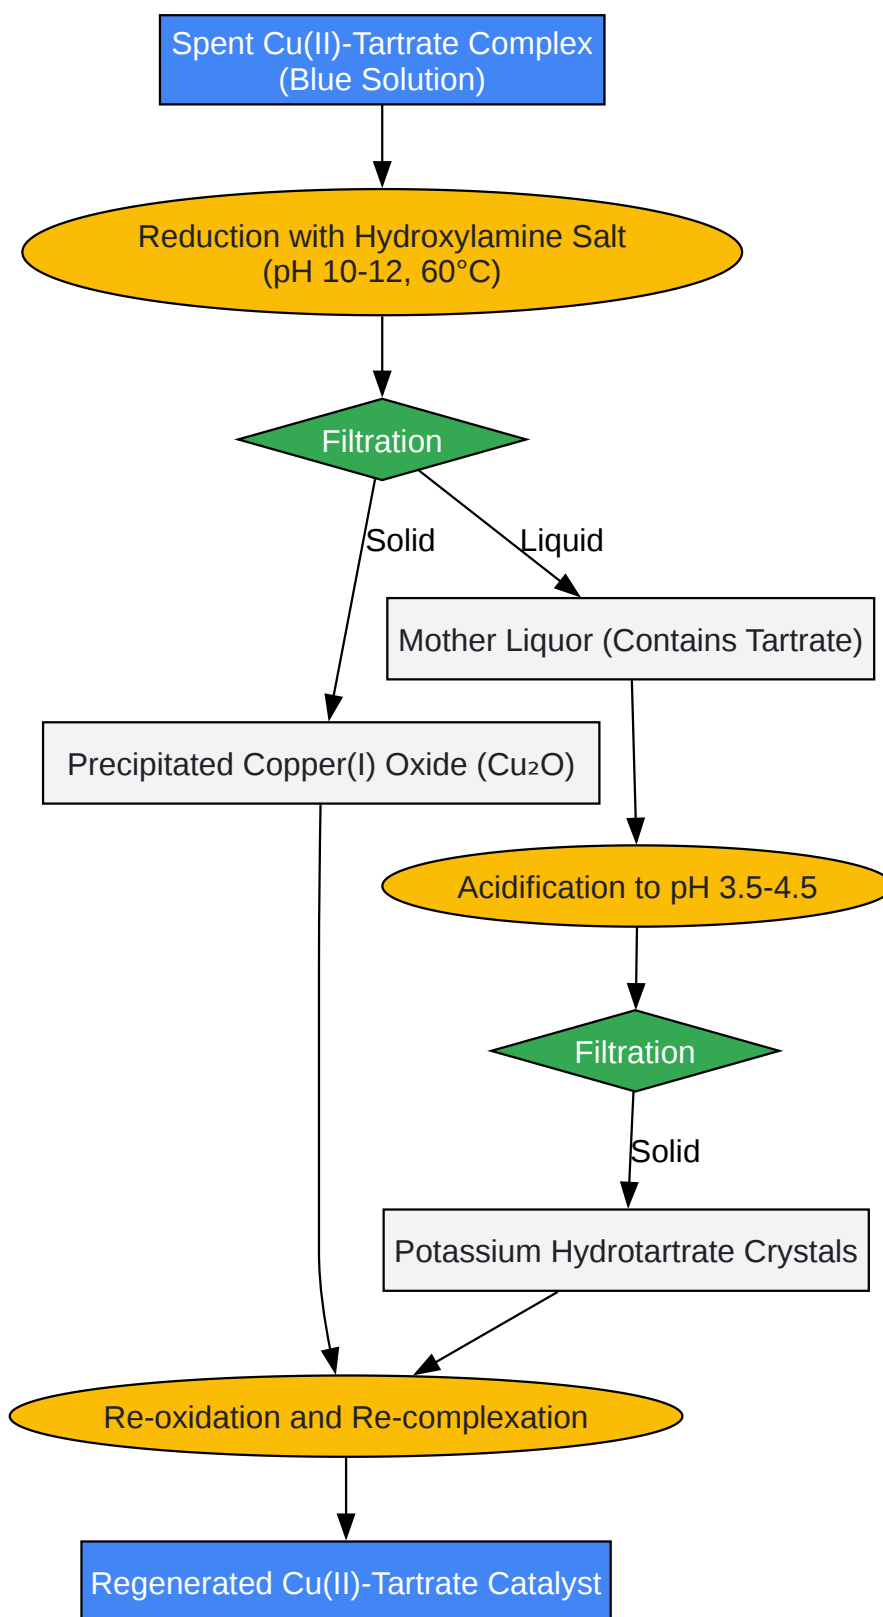 Spent Cu(II)-Tartrate Complex
(Blue Solution)
Reduction with Hydroxylamine Salt
(pH 10-12, 60°C)
Filtration
Solid
Liquid
Mother Liquor (Contains Tartrate)
Precipitated Copper(I) Oxide (Cu₂O)
Acidification to pH 3.5-4.5
Filtration
Solid
Potassium Hydrotartrate Crystals
Re-oxidation and Re-complexation
Regenerated Cu(II)-Tartrate Catalyst